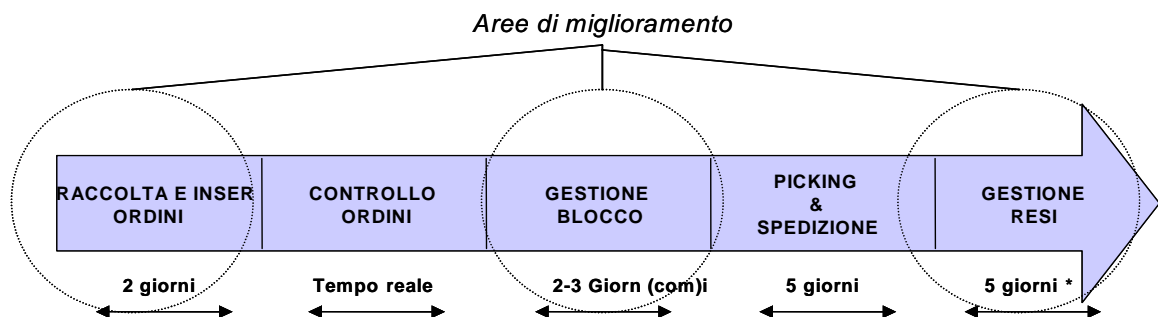 Aree di miglioramento
RACCOLTA E INSER
ORDINI
CONTROLLO
ORDINI
GESTIONE
BLOCCO
PICKING
&
SPEDIZIONE
GESTIONE
RESI
2 giorni
Tempo reale
2-3 Giorn (com)i
5 giorni
5 giorni *